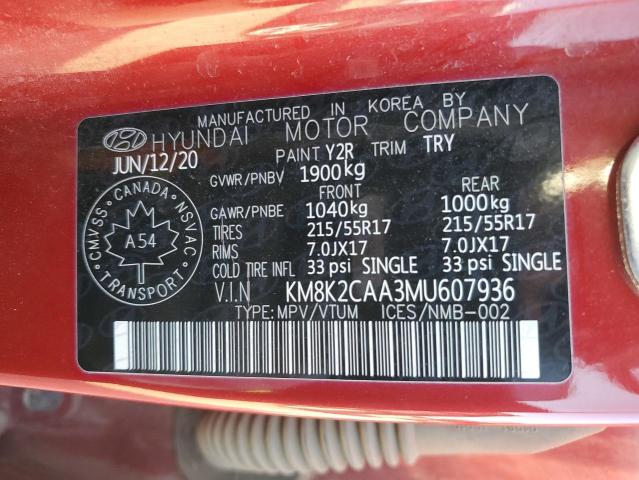 MANUFACTURED IN KOREA BY
HYUNDAI MOTOR COMPANY
JUN/12/20 PAINT Y2R TRIM TRY
GVWR/PNBV 1900kg
FRONT REAR
GAWR/PNBE 1040kg 1000kg
TIRES 215/55R17 215/55R17
RIMS 7.0JX17 7.0JX17
COLD TIRE INFL 33 psi SINGLE 33 psi SINGLE
V.I.N KM8K2CAA3MU607936
TYPE:MPV/VTUM ICES/NMB-002
CMVSS · CANADA · NSVAC
A 54
TRANSPORT